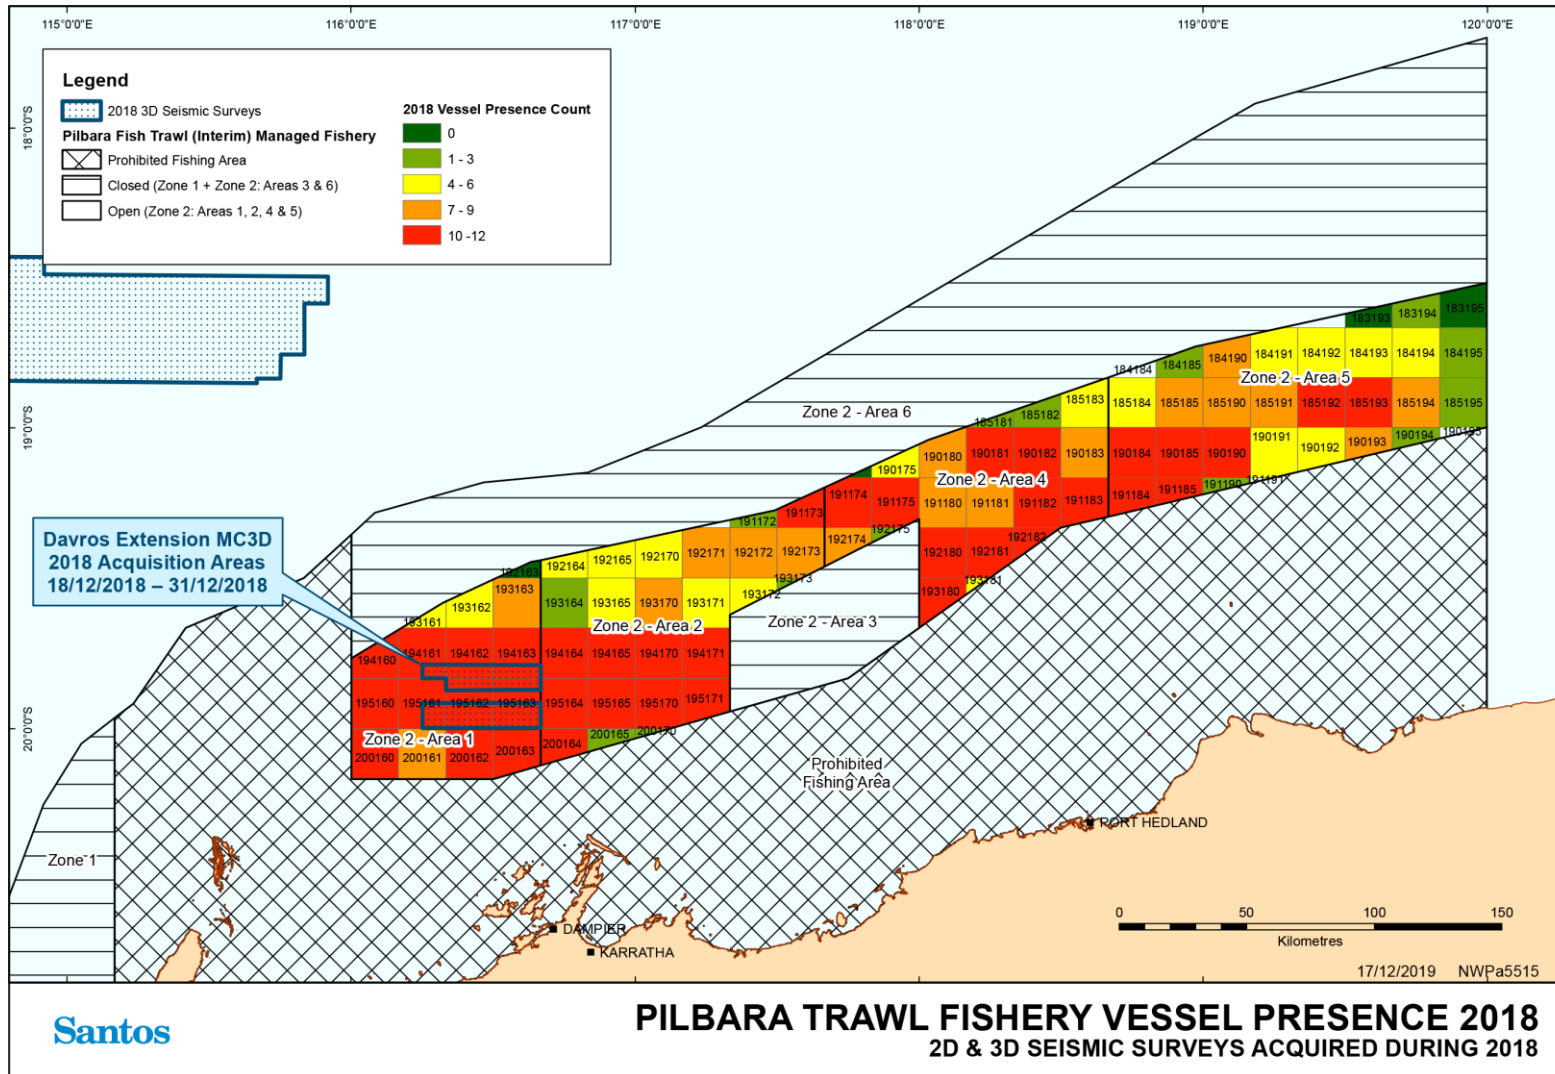 115°0'0"E 116°0'0"E 117°0'0"E 118°0'0"E 119°0'0"E 120°0'0"E
18°0'0"S
19°0'0"S
20°0'0"S
Legend
2018 3D Seismic Surveys
Pilbara Fish Trawl (Interim) Managed Fishery
Prohibited Fishing Area
Closed (Zone 1 + Zone 2: Areas 3 & 6)
Open (Zone 2: Areas 1, 2, 4 & 5)
2018 Vessel Presence Count
0
1 - 3
4 - 6
7 - 9
10 -12
183193 183194 183195
184184 184185 184190 184191 184192 184193 184194 184195
Zone 2 - Area 5
185181 185182 185183 185184 185185 185190 185191 185192 185193 185194 185195
Zone 2 - Area 6
190175 190180 190181 190182 190183 190184 190185 190190 190191 190192 190193 190194 190195
Zone 2 - Area 4
191172 191173 191174 191175 191180 191181 191182 191183 191184 191185 191190 191191
192163 192164 192165 192170 192171 192172 192173 192174 192175 192180 192181 192182
193161 193162 193163 193164 193165 193170 193171 193172 193173 193180 193181
Zone 2 - Area 2
Zone 2 - Area 3
194160 194161 194162 194163 194164 194165 194170 194171
195160 195161 195162 195163 195164 195165 195170 195171
Zone 2 - Area 1
200160 200161 200162 200163 200164 200165 200170
Davros Extension MC3D
2018 Acquisition Areas
18/12/2018 – 31/12/2018
Prohibited
Fishing Area
Zone 1
PORT HEDLAND
DAMPIER
KARRATHA
0 50 100 150
Kilometres
17/12/2019 NWPa5515
Santos
PILBARA TRAWL FISHERY VESSEL PRESENCE 2018
2D & 3D SEISMIC SURVEYS ACQUIRED DURING 2018